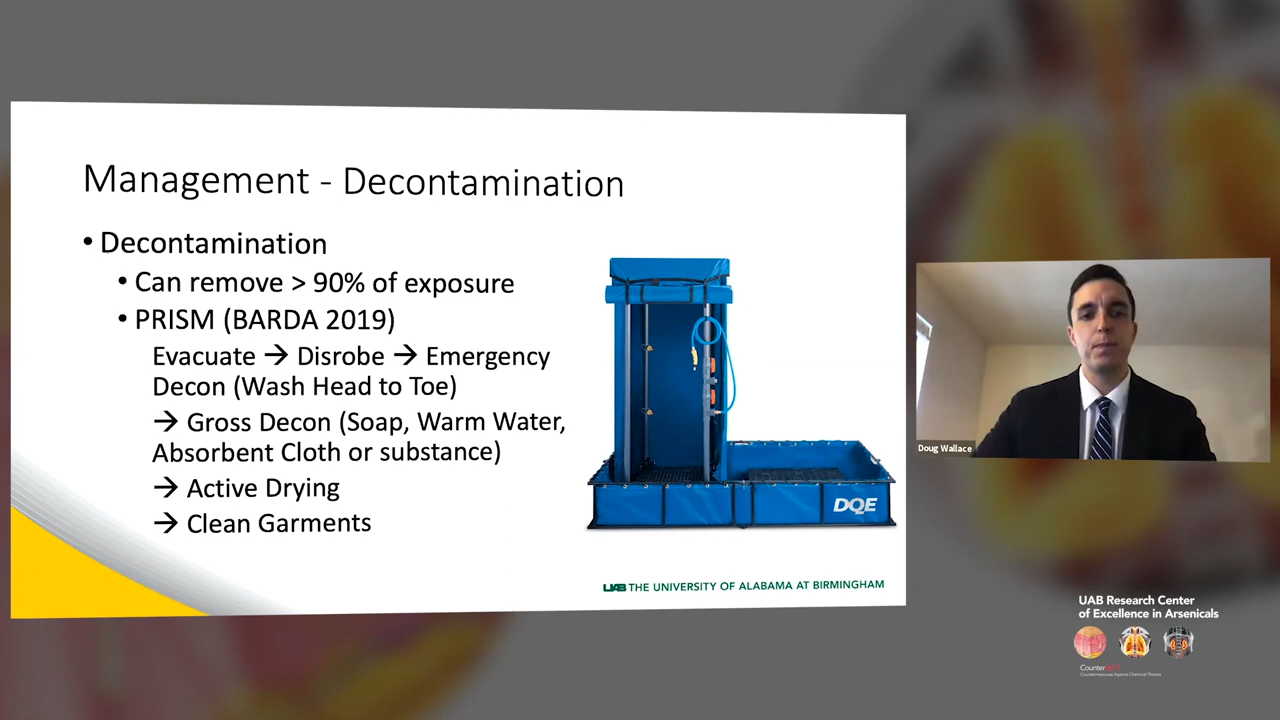 Management - Decontamination
• Decontamination
• Can remove > 90% of exposure
• PRISM (BARDA 2019)
Evacuate → Disrobe → Emergency
Decon (Wash Head to Toe)
→ Gross Decon (Soap, Warm Water,
Absorbent Cloth or substance)
→ Active Drying
→ Clean Garments
DQE
UAB THE UNIVERSITY OF ALABAMA AT BIRMINGHAM
Doug Wallace
UAB Research Center
of Excellence in Arsenicals
CounterACT
Countermeasures Against Chemical Threats